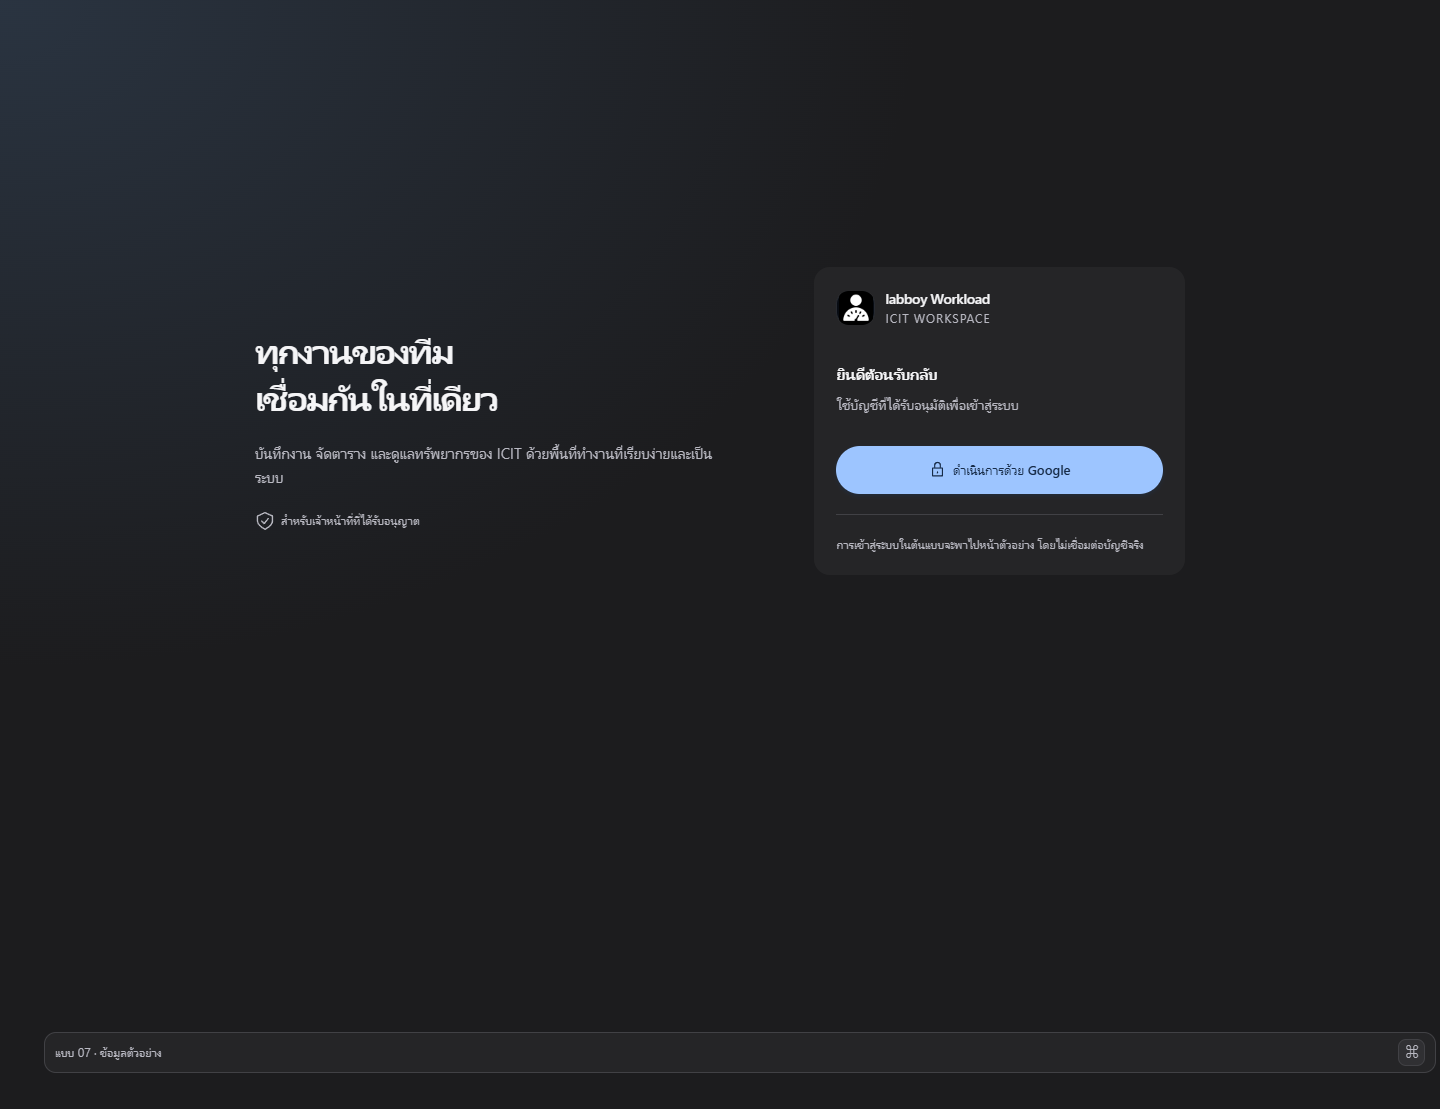 ทุกงานของทีม
เชื่อมกันในที่เดียว
บันทึกงาน จัดตาราง และดูแลทรัพยากรของ ICIT ด้วยพื้นที่ทำงานที่เรียบง่ายและเป็น
ระบบ
สำหรับเจ้าหน้าที่ที่ได้รับอนุญาต
labboy Workload
ICIT WORKSPACE
ยินดีต้อนรับกลับ
ใช้บัญชีที่ได้รับอนุมัติเพื่อเข้าสู่ระบบ
ดำเนินการด้วย Google
การเข้าสู่ระบบในต้นแบบจะพาไปหน้าตัวอย่าง โดยไม่เชื่อมต่อบัญชีจริง
แบบ 07 · ข้อมูลตัวอย่าง
⌘